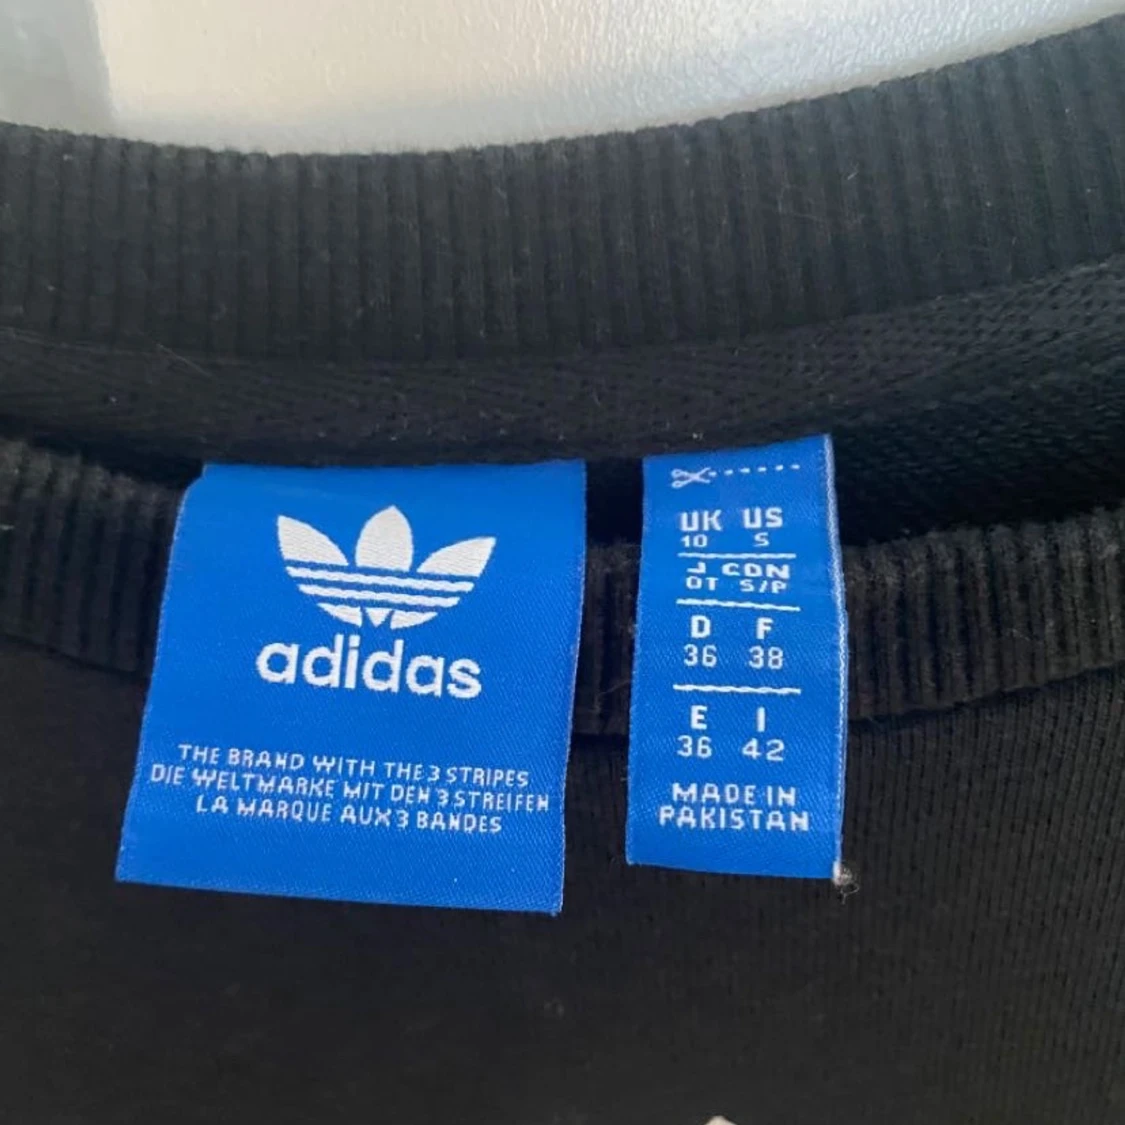 adidas
THE BRAND WITH THE 3 STRIPES
DIE WELTMARKE MIT DEN 3 STREIFEN
LA MARQUE AUX 3 BANDES
UK US
10 S
J CDN
OT S/P
D F
36 38
E I
36 42
MADE IN
PAKISTAN